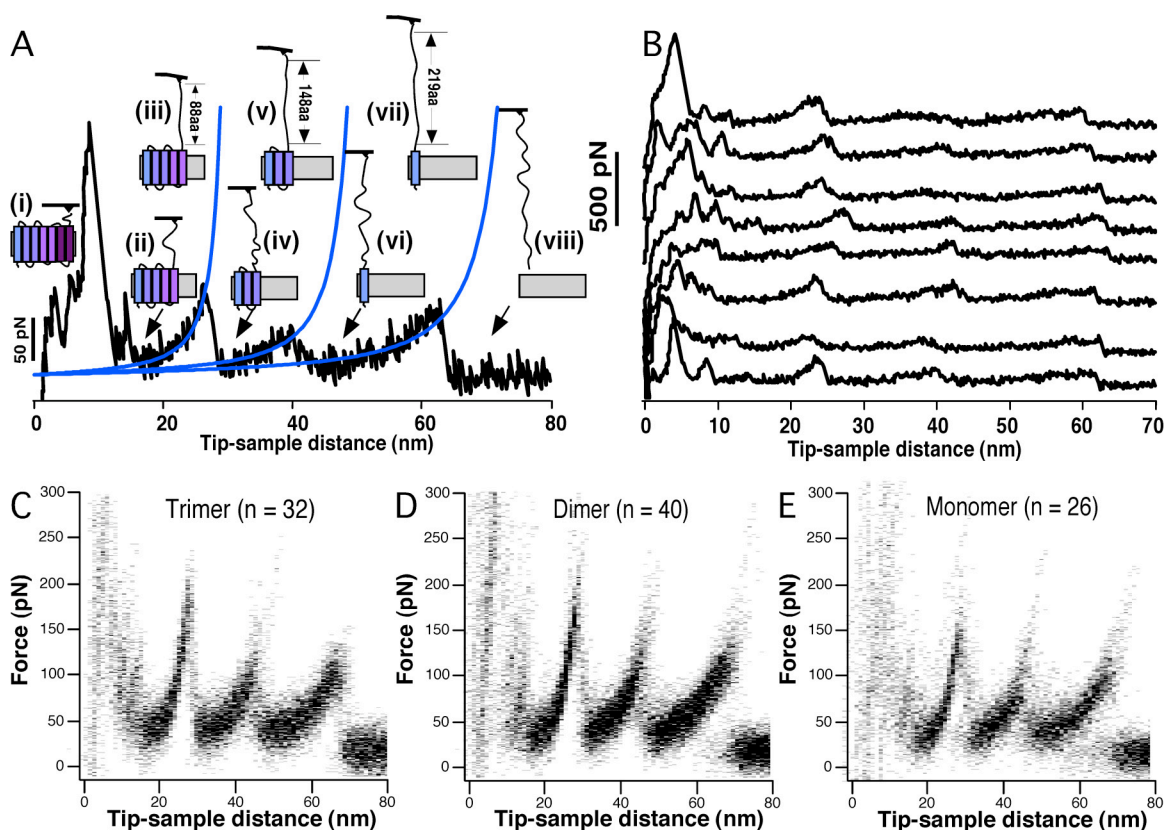 A
(i)
(ii)
(iii)
88aa
(iv)
(v)
148aa
(vi)
(vii)
219aa
(viii)
50 pN
0 20 40 60 80
Tip-sample distance (nm)
B
500 pN
0 10 20 30 40 50 60 70
Tip-sample distance (nm)
C
Trimer (n = 32)
Force (pN)
300
250
200
150
100
50
0
0 20 40 60 80
Tip-sample distance (nm)
D
Dimer (n = 40)
Force (pN)
300
250
200
150
100
50
0
0 20 40 60 80
Tip-sample distance (nm)
E
Monomer (n = 26)
Force (pN)
300
250
200
150
100
50
0
0 20 40 60 80
Tip-sample distance (nm)